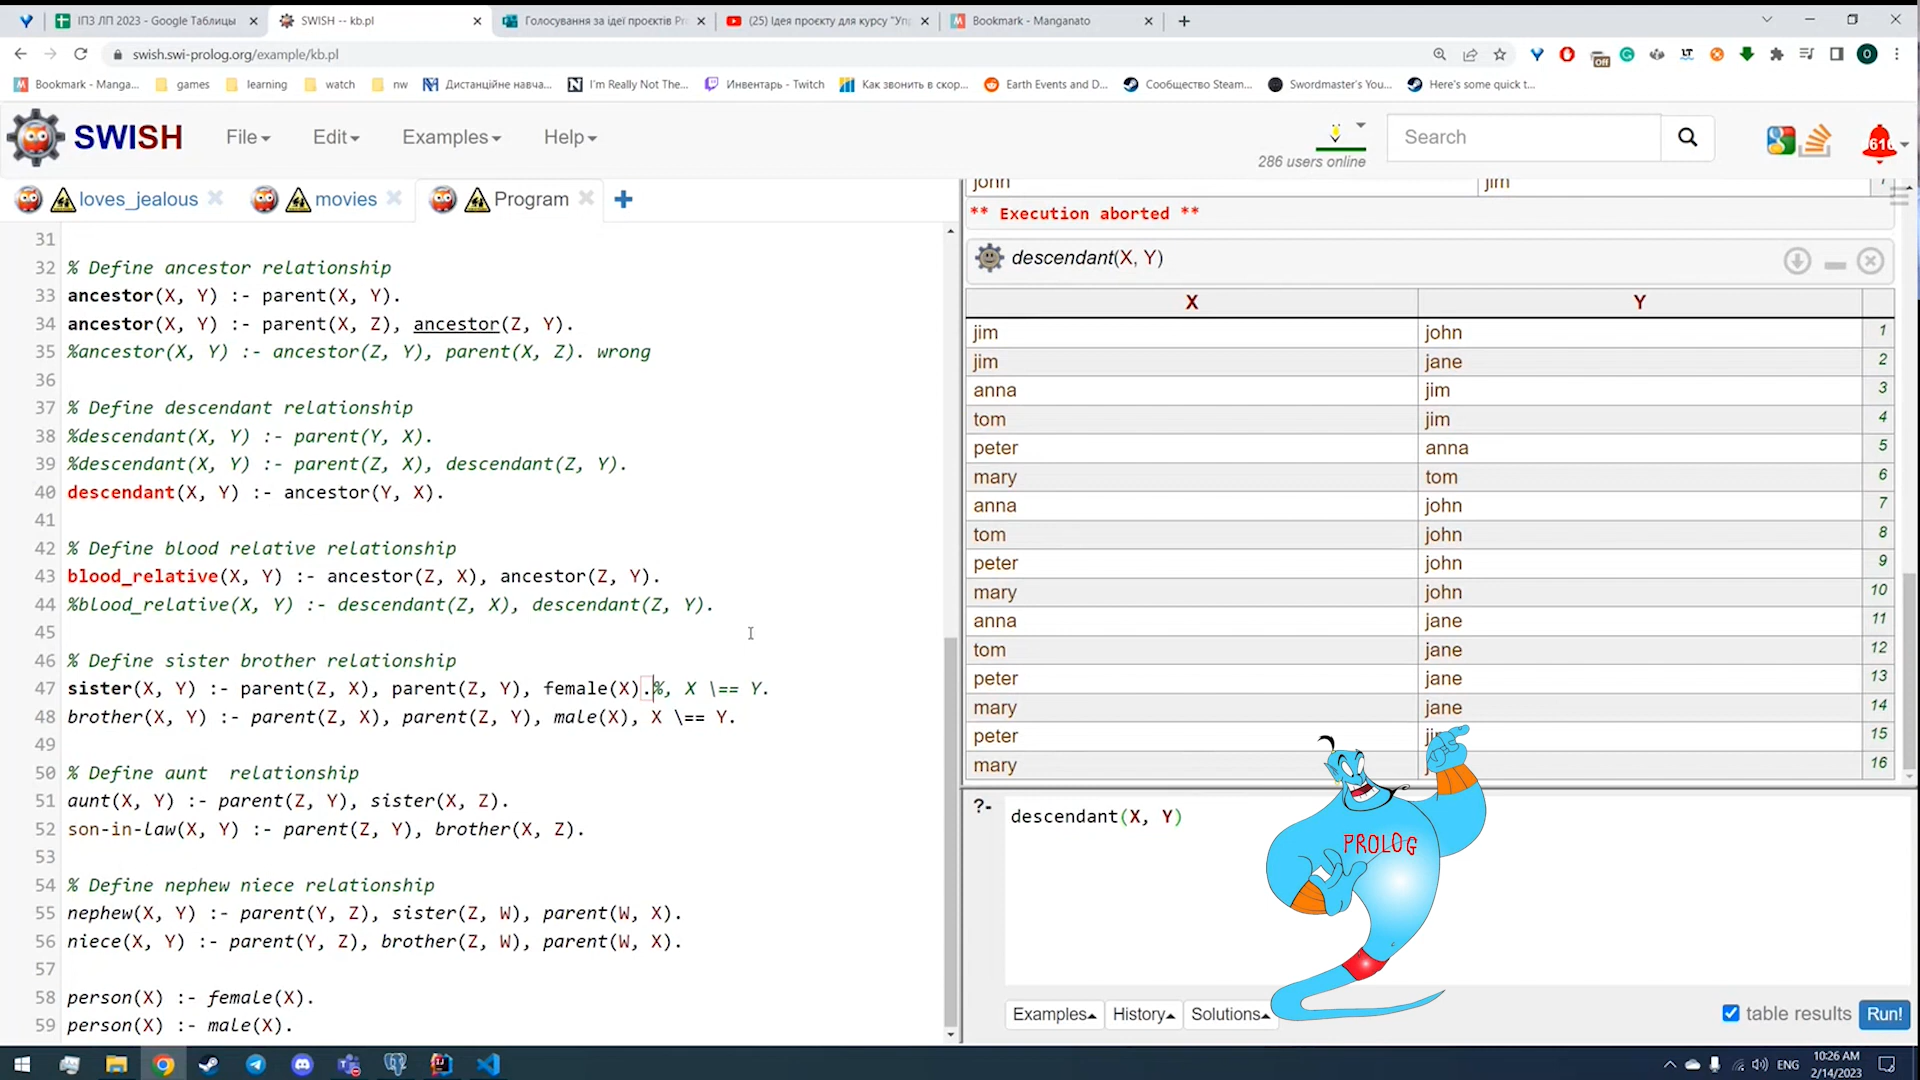 ІПЗ ЛП 2023 - Google Таблицы
SWISH -- kb.pl
Голосування за ідеї проєктів Pr
(25) Ідея проєкту для курсу "Уп
Bookmark - Manganato
swish.swi-prolog.org/example/kb.pl
Off
Bookmark - Manga...
games
learning
watch
nw
Дистанційне навча...
I'm Really Not The...
Инвентарь - Twitch
Как звонить в скор...
Earth Events and D...
Сообщество Steam...
Swordmaster's You...
Here's some quick t...
SWISH
File
Edit
Examples
Help
286 users online
Search
616
loves_jealous
movies
Program
31
32 % Define ancestor relationship
33 ancestor(X, Y) :- parent(X, Y).
34 ancestor(X, Y) :- parent(X, Z), ancestor(Z, Y).
35 %ancestor(X, Y) :- ancestor(Z, Y), parent(X, Z). wrong
36
37 % Define descendant relationship
38 %descendant(X, Y) :- parent(Y, X).
39 %descendant(X, Y) :- parent(Z, X), descendant(Z, Y).
40 descendant(X, Y) :- ancestor(Y, X).
41
42 % Define blood relative relationship
43 blood_relative(X, Y) :- ancestor(Z, X), ancestor(Z, Y).
44 %blood_relative(X, Y) :- descendant(Z, X), descendant(Z, Y).
45
46 % Define sister brother relationship
47 sister(X, Y) :- parent(Z, X), parent(Z, Y), female(X).%, X \== Y.
48 brother(X, Y) :- parent(Z, X), parent(Z, Y), male(X), X \== Y.
49
50 % Define aunt  relationship
51 aunt(X, Y) :- parent(Z, Y), sister(X, Z).
52 son-in-law(X, Y) :- parent(Z, Y), brother(X, Z).
53
54 % Define nephew niece relationship
55 nephew(X, Y) :- parent(Y, Z), sister(Z, W), parent(W, X).
56 niece(X, Y) :- parent(Y, Z), brother(Z, W), parent(W, X).
57
58 person(X) :- female(X).
59 person(X) :- male(X).
john jim
** Execution aborted **
descendant(X, Y)
X Y
jim john 1
jim jane 2
anna jim 3
tom jim 4
peter anna 5
mary tom 6
anna john 7
tom john 8
peter john 9
mary john 10
anna jane 11
tom jane 12
peter jane 13
mary jane 14
peter 15
mary 16
?- descendant(X, Y)
PROLOG
Examples
History
Solutions
table results
Run!
ENG
10:26 AM
2/14/2023